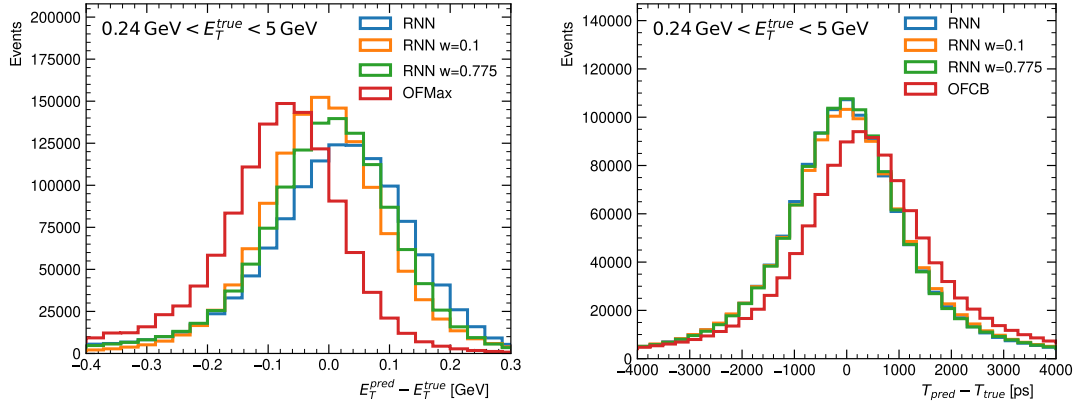 0.24 GeV < E_T^true < 5 GeV
RNN
RNN w=0.1
RNN w=0.775
OFMax
Events
200000
175000
150000
125000
100000
75000
50000
25000
0
−0.4 −0.3 −0.2 −0.1 0.0 0.1 0.2 0.3
E_T^pred − E_T^true [GeV]
0.24 GeV < E_T^true < 5 GeV
RNN
RNN w=0.1
RNN w=0.775
OFCB
Events
140000
120000
100000
80000
60000
40000
20000
0
−4000 −3000 −2000 −1000 0 1000 2000 3000 4000
T_pred − T_true [ps]